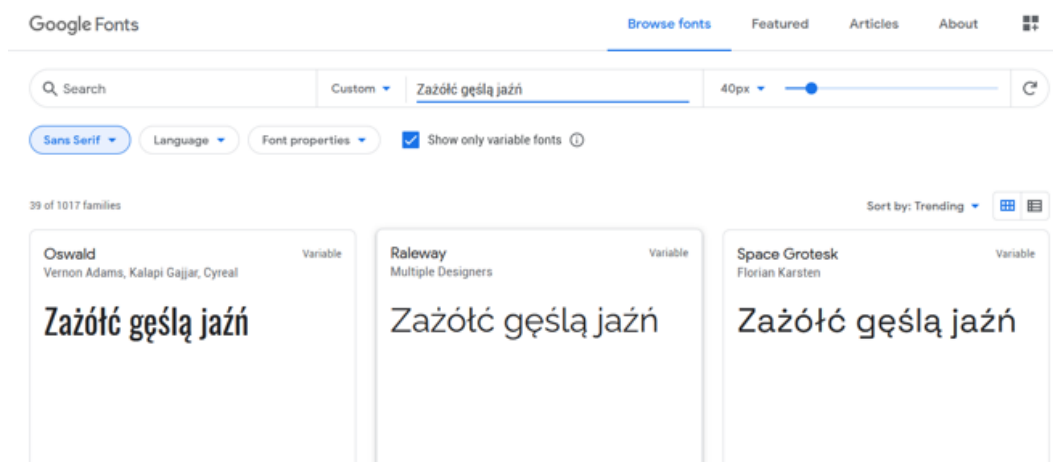 Google Fonts Browse fonts Featured Articles About
Search Custom Zażółć gęślą jaźń 40px
Sans Serif Language Font properties Show only variable fonts
39 of 1017 families Sort by: Trending
Oswald Variable
Vernon Adams, Kalapi Gajjar, Cyreal
Zażółć gęślą jaźń
Raleway Variable
Multiple Designers
Zażółć gęślą jaźń
Space Grotesk Variable
Florian Karsten
Zażółć gęślą jaźń